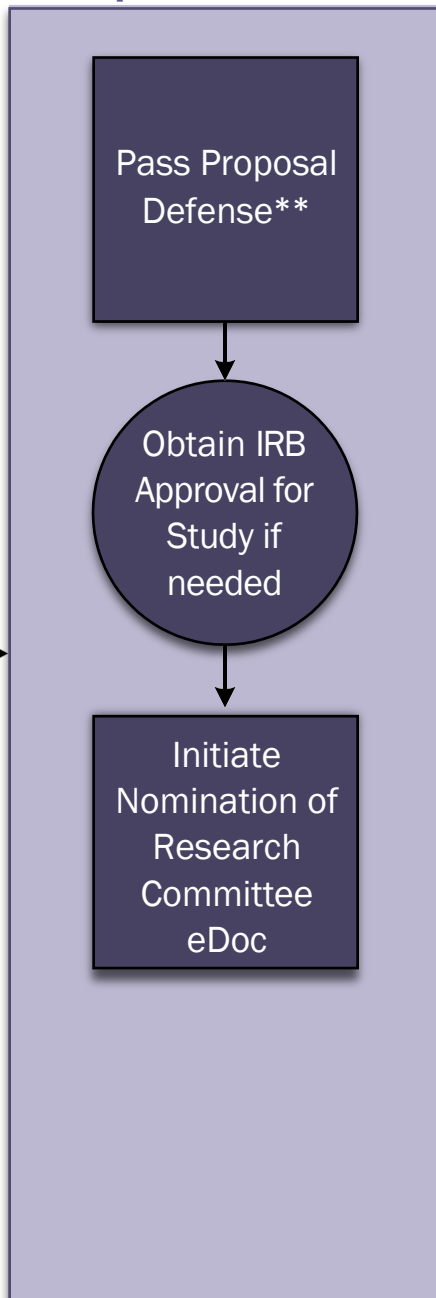 Pass Proposal
Defense**
Obtain IRB
Approval for
Study if
needed
Initiate
Nomination of
Research
Committee
eDoc